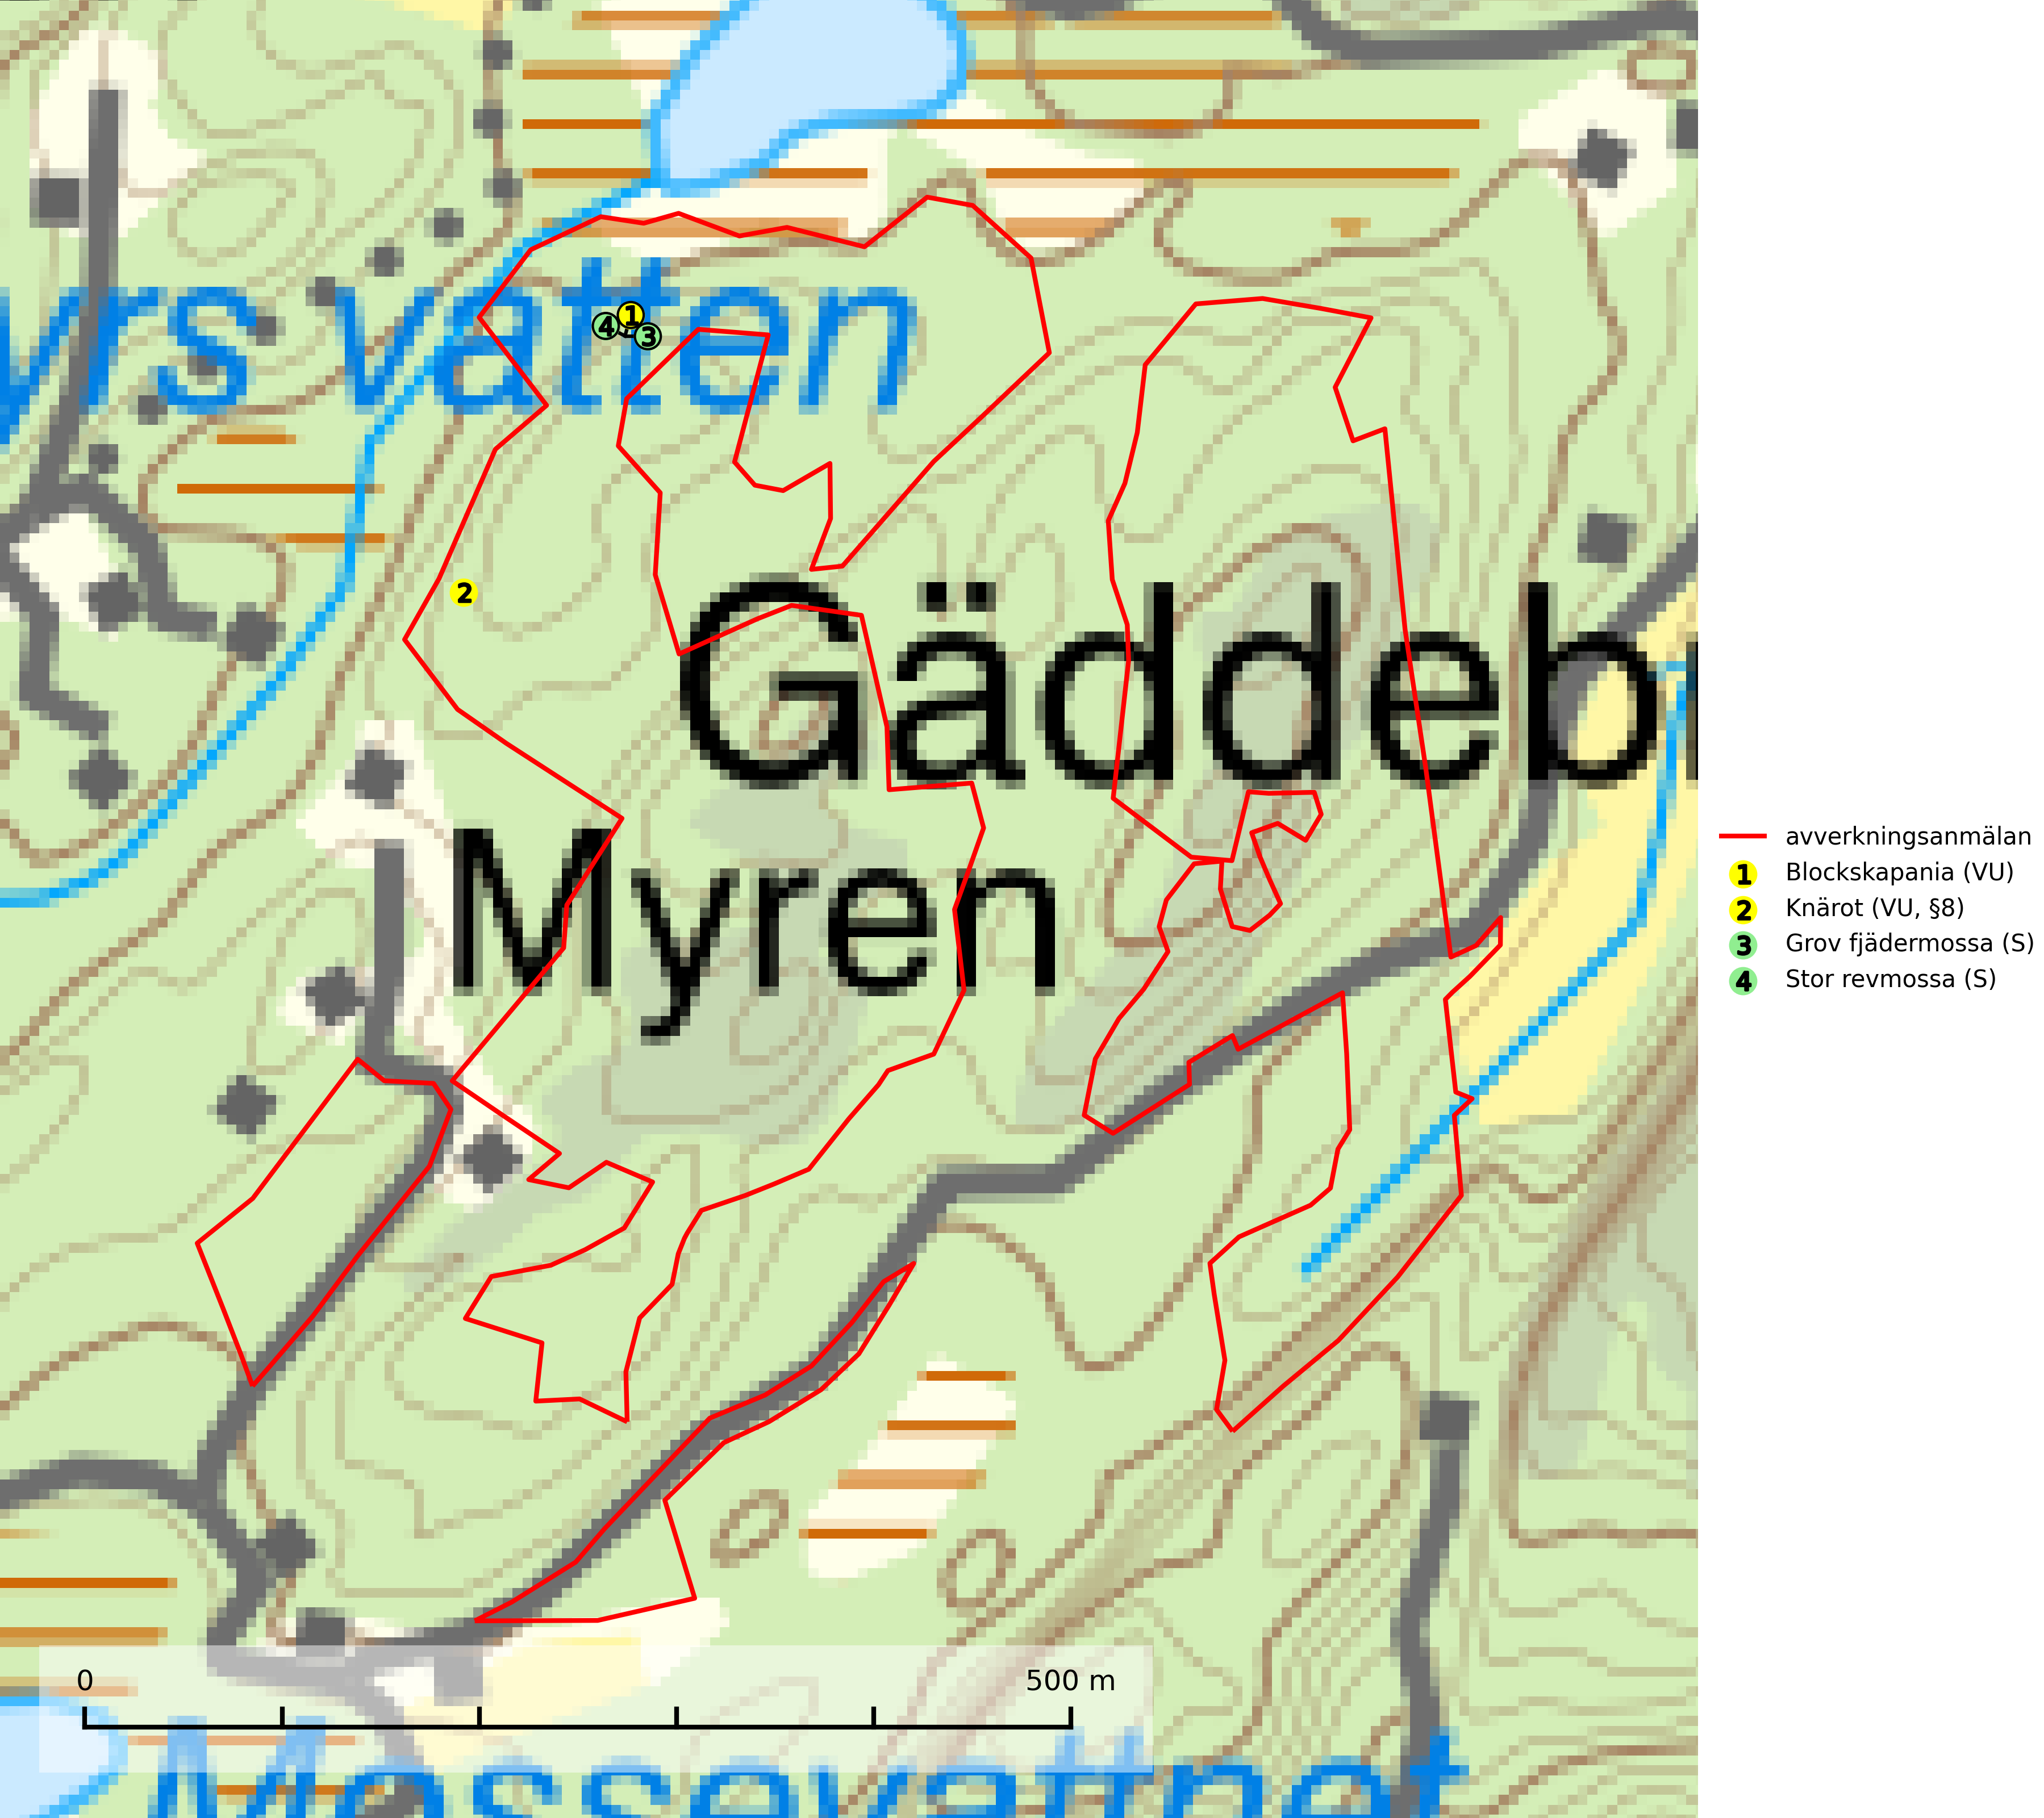 vatten
4 1 3
2
Gäddeb
Myren
avverkningsanmälan
1 Blockskapania (VU)
2 Knärot (VU, §8)
3 Grov fjädermossa (S)
4 Stor revmossa (S)
0 500 m
Mossevattnet